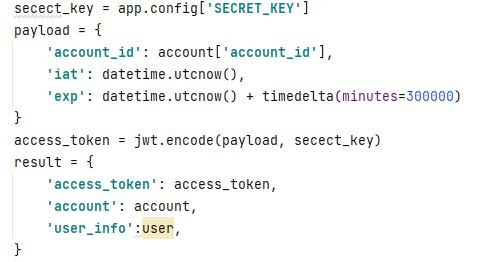 secect_key = app.config['SECRET_KEY']
payload = {
    'account_id': account['account_id'],
    'iat': datetime.utcnow(),
    'exp': datetime.utcnow() + timedelta(minutes=300000)
}
access_token = jwt.encode(payload, secect_key)
result = {
    'access_token': access_token,
    'account': account,
    'user_info':user,
}